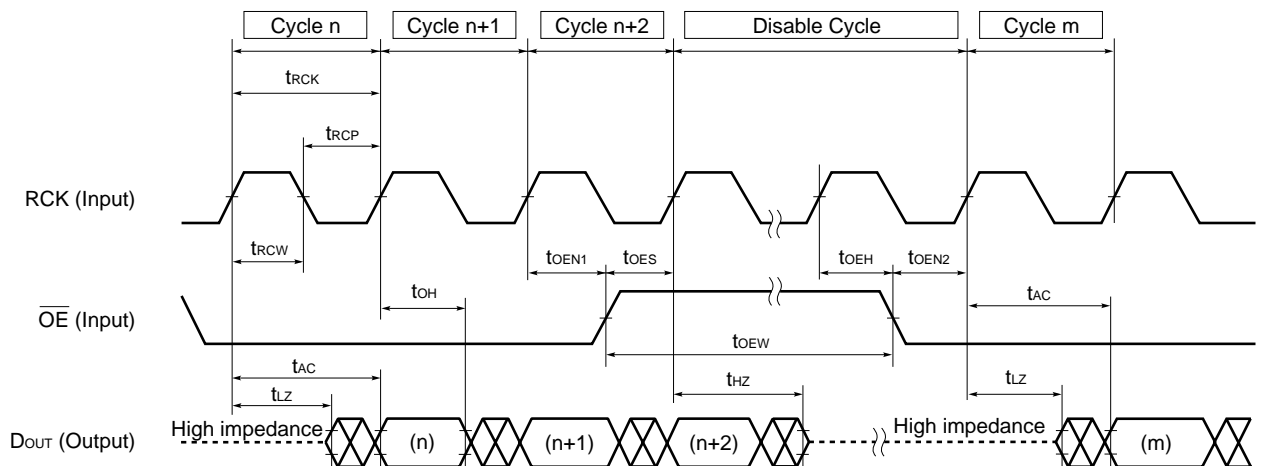 Cycle n Cycle n+1 Cycle n+2 Disable Cycle Cycle m
tRCK
tRCP
RCK (Input)
tRCW tOEN1 tOES tOEH tOEN2
tOH tAC
OE (Input)
tOEW
tAC
tLZ tHZ tLZ
High impedance High impedance
DOUT (Output) (n) (n+1) (n+2) (m)